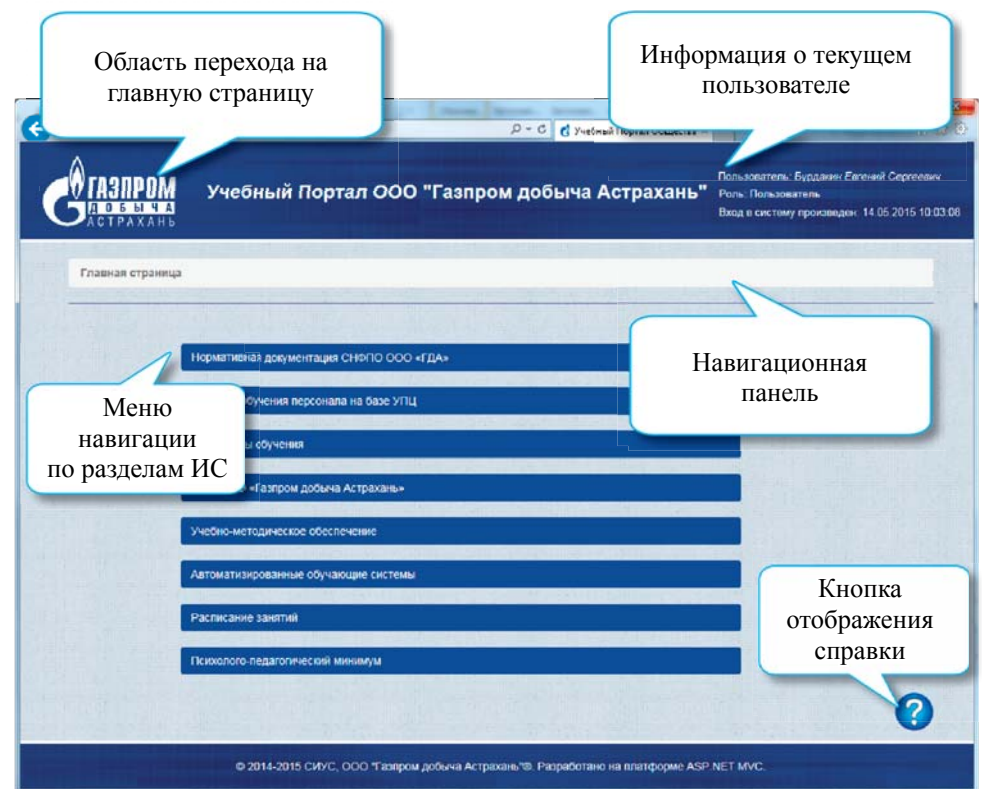 Область перехода на
главную страницу
Информация о текущем
пользователе
Учебный Портал Общества
ГАЗПРОМ
ДОБЫЧА
АСТРАХАНЬ
Учебный Портал ООО "Газпром добыча Астрахань"
Пользователь: Бурдакин Евгений Сергеевич
Роль: Пользователь
Вход в систему произведен: 14.05.2015 10:03:08
Главная страница
Навигационная
панель
Нормативная документация СНФПО ООО «ГДА»
Меню
навигации
по разделам ИС
обучения персонала на базе УПЦ
обучения
«Газпром добыча Астрахань»
Учебно-методическое обеспечение
Автоматизированные обучающие системы
Расписание занятий
Психолого-педагогический минимум
Кнопка
отображения
справки
?
© 2014-2015 СИУС, ООО "Газпром добыча Астрахань"®. Разработано на платформе ASP.NET MVC.